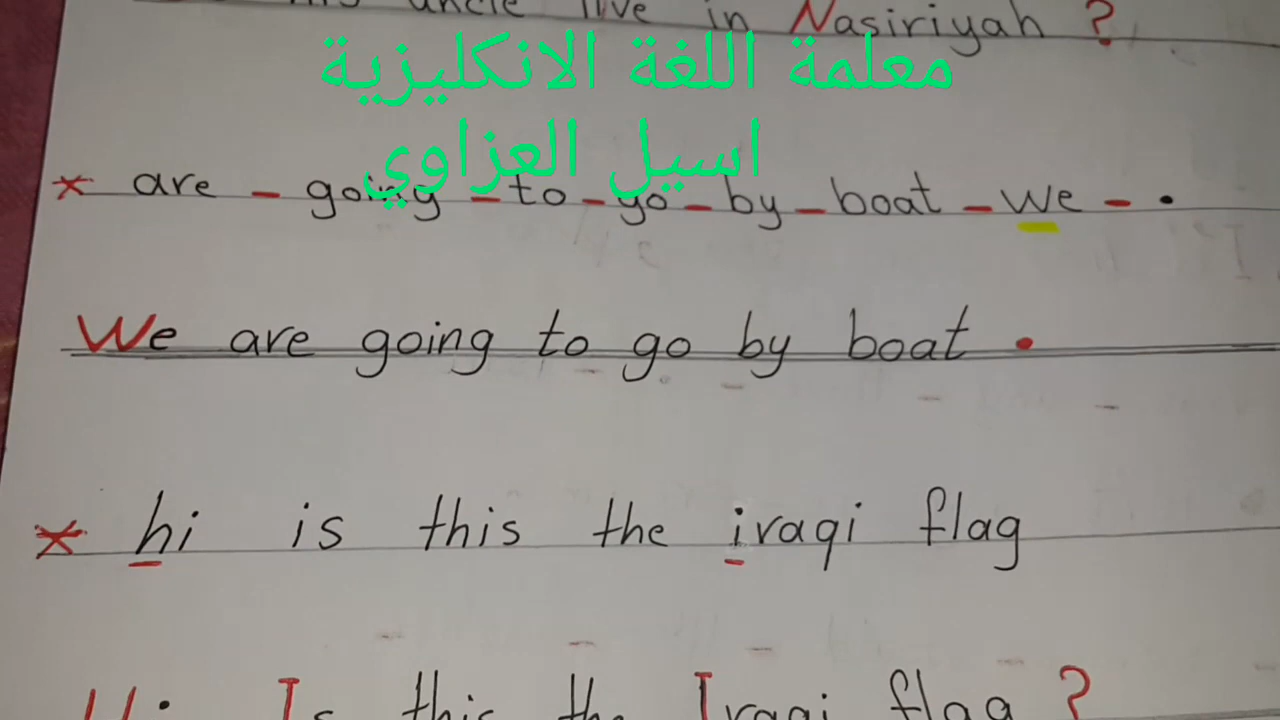 uncle live in Nasiriyah ?
معلمة اللغة الانكليزية
اسيل العزاوي
* are - going - to - go - by - boat - we - .
We are going to go by boat .
* hi is this the iraqi flag
Hi. Is this the Iraqi flag ?